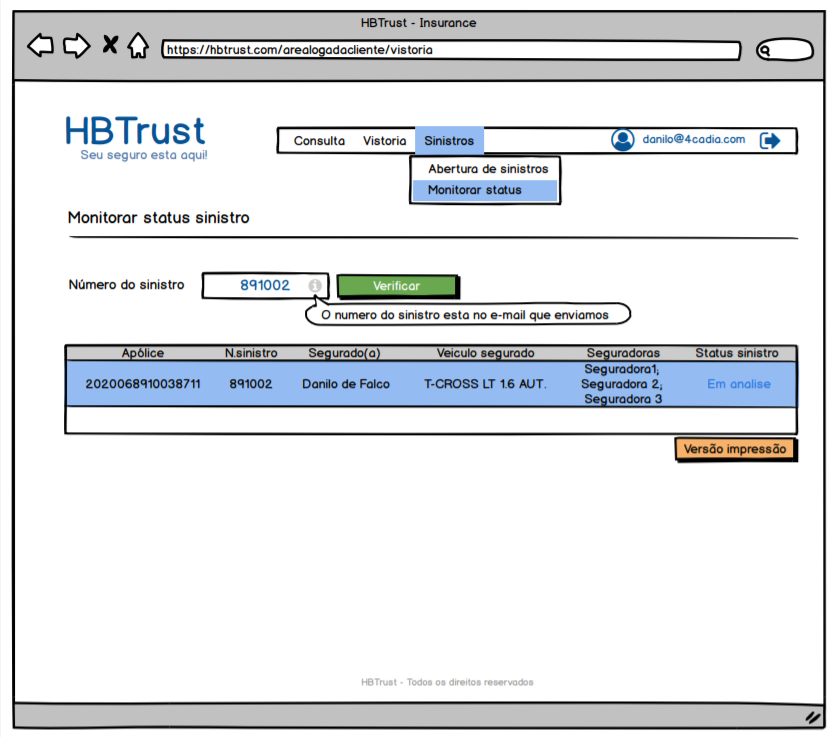 HBTrust - Insurance
https://hbtrust.com/arealogadacliente/vistoria
HBTrust
Seu seguro esta aqui!
Consulta Vistoria Sinistros danilo@4cadia.com
Abertura de sinistros
Monitorar status
Monitorar status sinistro
Número do sinistro 891002 Verificar
O numero do sinistro esta no e-mail que enviamos
Apólice N.sinistro Segurado(a) Veiculo segurado Seguradoras Status sinistro
2020068910038711 891002 Danilo de Falco T-CROSS LT 1.6 AUT. Seguradora1; Em analise
Seguradora 2;
Seguradora 3
Versão impressão
HBTrust - Todos os direitos reservados